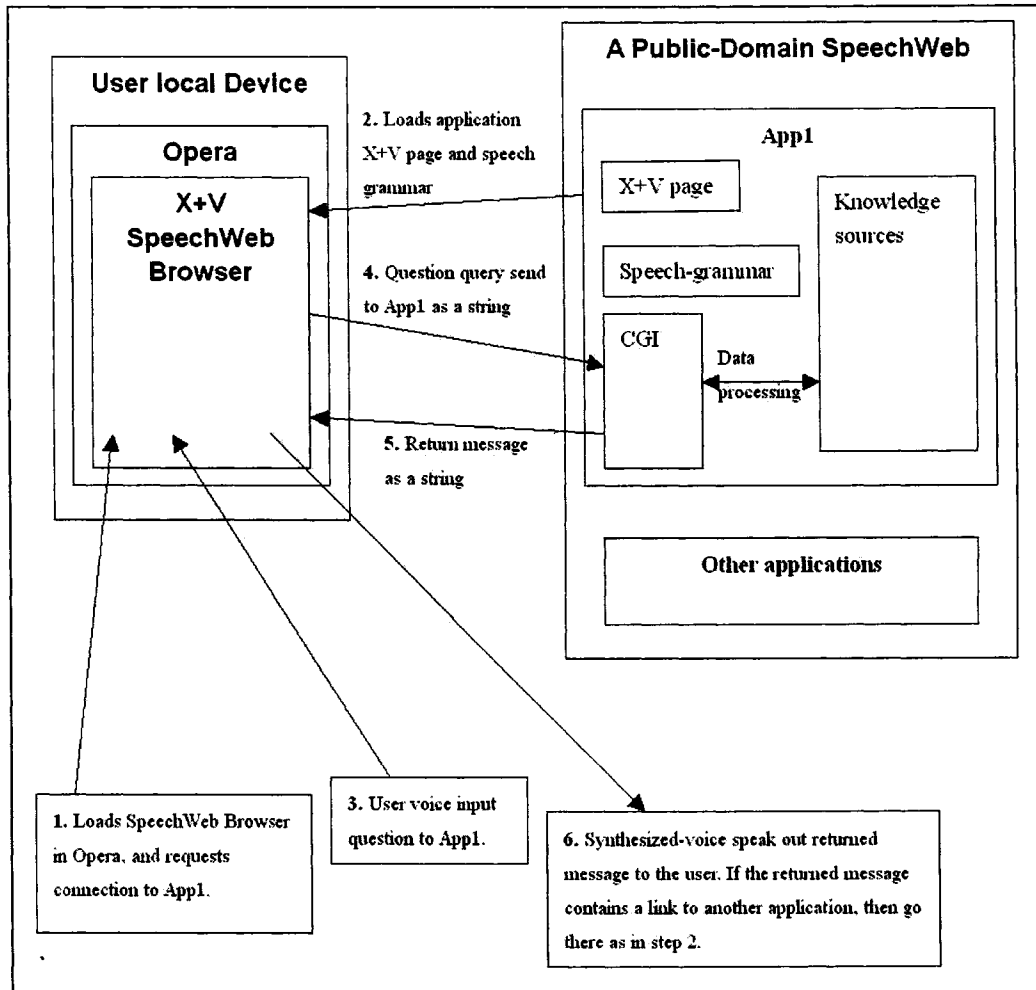 A Public-Domain SpeechWeb
User local Device
2. Loads application
X+V page and speech
grammar
Opera
App1
X+V
SpeechWeb
Browser
X+V page
Knowledge
sources
4. Question query send
to App1 as a string
Speech-grammar
CGI
Data
processing
5. Return message
as a string
Other applications
1. Loads SpeechWeb Browser
in Opera, and requests
connection to App1.
3. User voice input
question to App1.
6. Synthesized-voice speak out returned
message to the user. If the returned message
contains a link to another application, then go
there as in step 2.